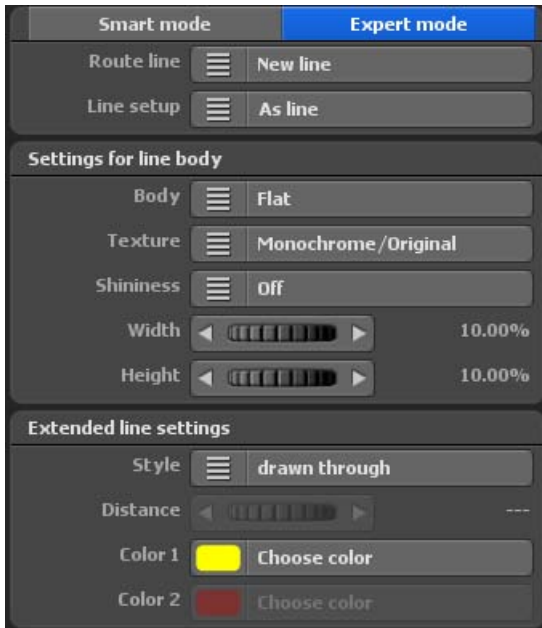 Smart mode Expert mode
Route line New line
Line setup As line
Settings for line body
Body Flat
Texture Monochrome/Original
Shininess Off
Width 10.00%
Height 10.00%
Extended line settings
Style drawn through
Distance ---
Color 1 Choose color
Color 2 Choose color